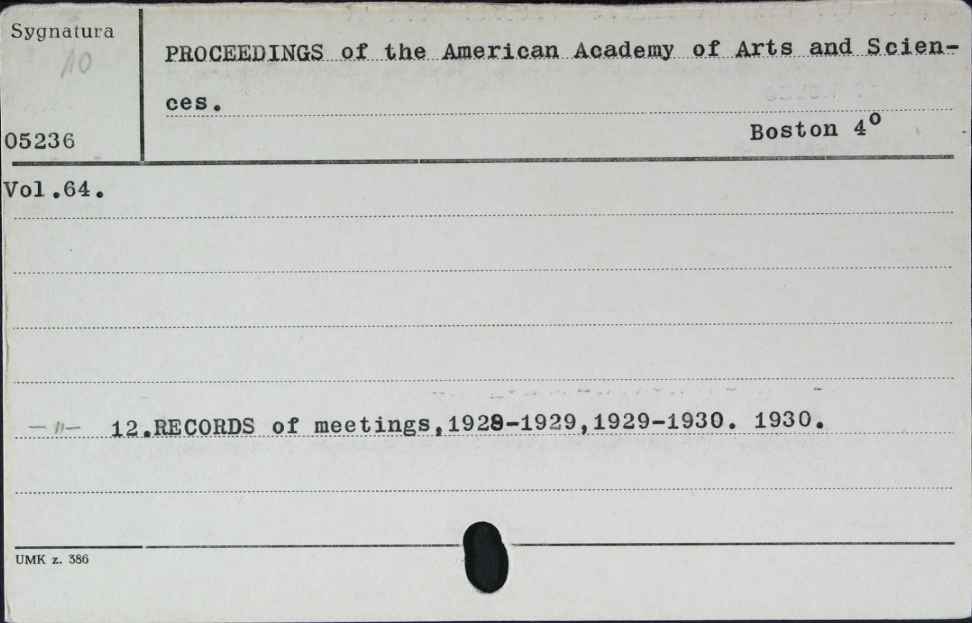 Sygnatura
10
PROCEEDINGS of the American Academy of Arts and Scien-
ces.
05236
Boston 4º
Vol.64.
—"— 12.RECORDS of meetings,1928-1929,1929-1930. 1930.
UMK z. 386